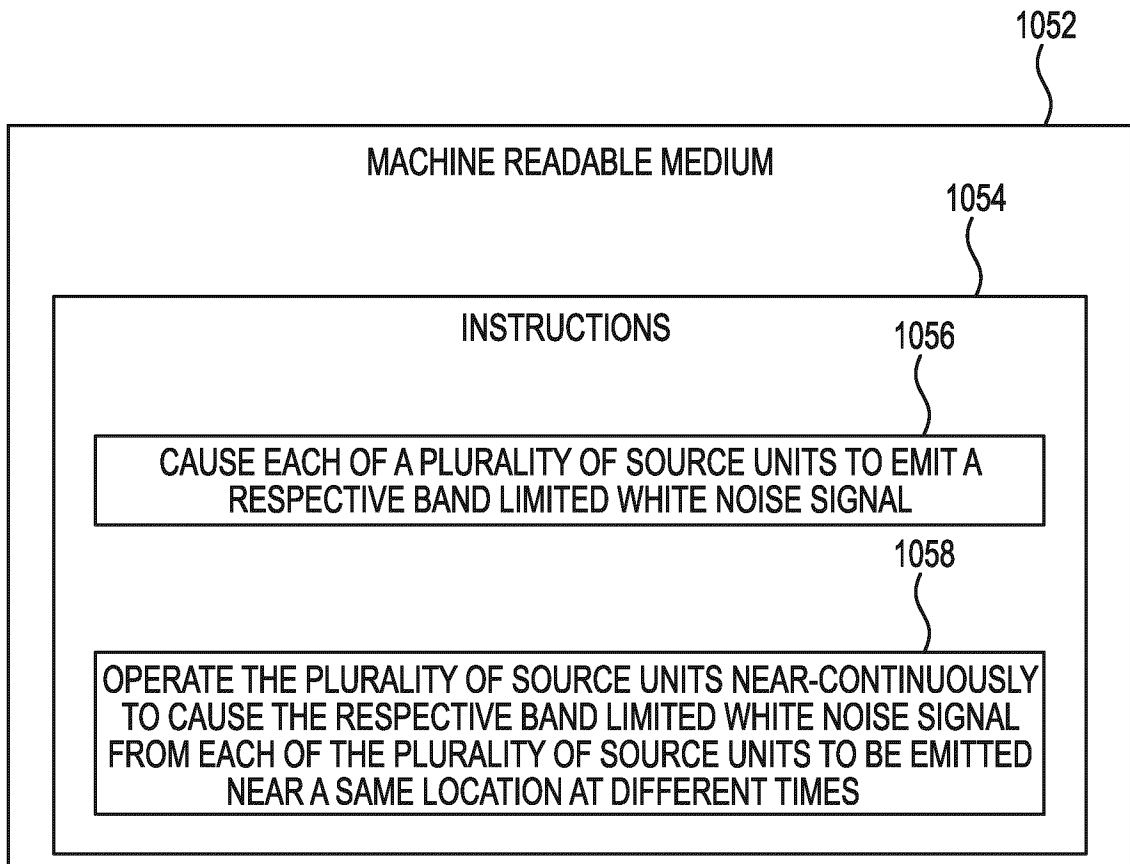 1052
MACHINE READABLE MEDIUM
1054
INSTRUCTIONS
1056
CAUSE EACH OF A PLURALITY OF SOURCE UNITS TO EMIT A
RESPECTIVE BAND LIMITED WHITE NOISE SIGNAL
1058
OPERATE THE PLURALITY OF SOURCE UNITS NEAR-CONTINUOUSLY
TO CAUSE THE RESPECTIVE BAND LIMITED WHITE NOISE SIGNAL
FROM EACH OF THE PLURALITY OF SOURCE UNITS TO BE EMITTED
NEAR A SAME LOCATION AT DIFFERENT TIMES